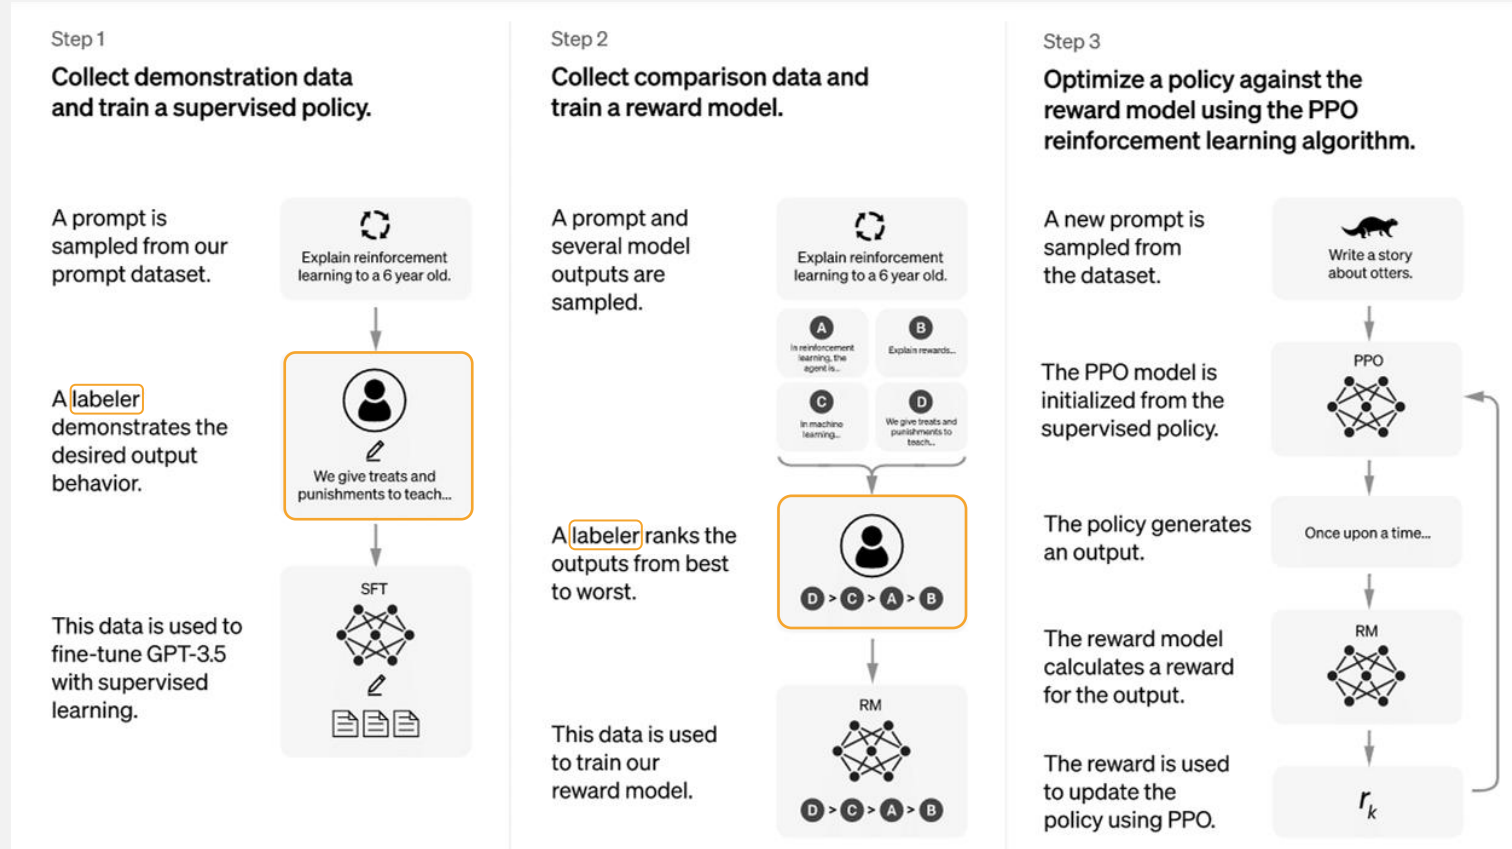 Step 1
Collect demonstration data
and train a supervised policy.
A prompt is
sampled from our
prompt dataset.
Explain reinforcement
learning to a 6 year old.
A labeler
demonstrates the
desired output
behavior.
We give treats and
punishments to teach...
This data is used to
fine-tune GPT-3.5
with supervised
learning.
SFT
Step 2
Collect comparison data and
train a reward model.
A prompt and
several model
outputs are
sampled.
Explain reinforcement
learning to a 6 year old.
A
In reinforcement
learning, the
agent is...
B
Explain rewards...
C
In machine
learning...
D
We give treats and
punishments to
teach...
A labeler ranks the
outputs from best
to worst.
D > C > A > B
This data is used
to train our
reward model.
RM
D > C > A > B
Step 3
Optimize a policy against the
reward model using the PPO
reinforcement learning algorithm.
A new prompt is
sampled from
the dataset.
Write a story
about otters.
The PPO model is
initialized from the
supervised policy.
PPO
The policy generates
an output.
Once upon a time...
The reward model
calculates a reward
for the output.
RM
The reward is used
to update the
policy using PPO.
rk